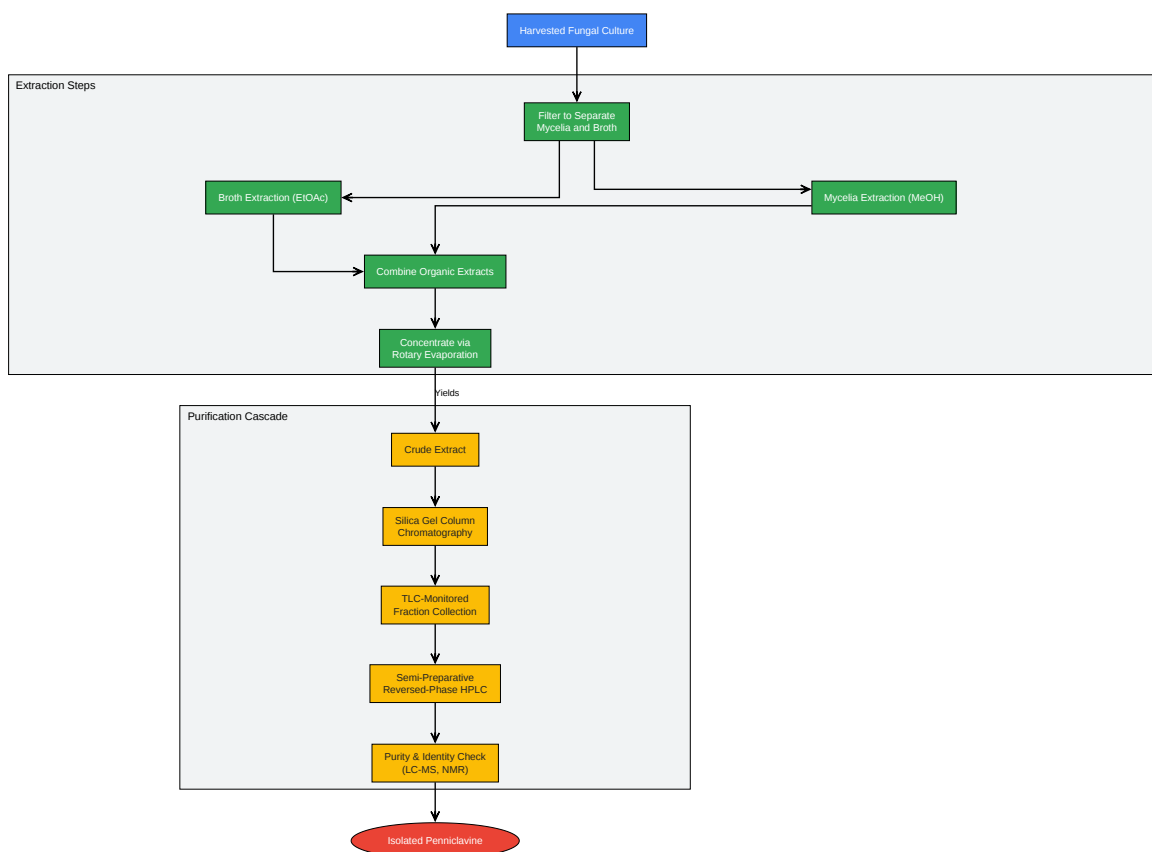 Harvested Fungal Culture
Extraction Steps
Filter to Separate
Mycelia and Broth
Broth Extraction (EtOAc)
Mycelia Extraction (MeOH)
Combine Organic Extracts
Concentrate via
Rotary Evaporation
Yields
Purification Cascade
Crude Extract
Silica Gel Column
Chromatography
TLC-Monitored
Fraction Collection
Semi-Preparative
Reversed-Phase HPLC
Purity & Identity Check
(LC-MS, NMR)
Isolated Penniclavine